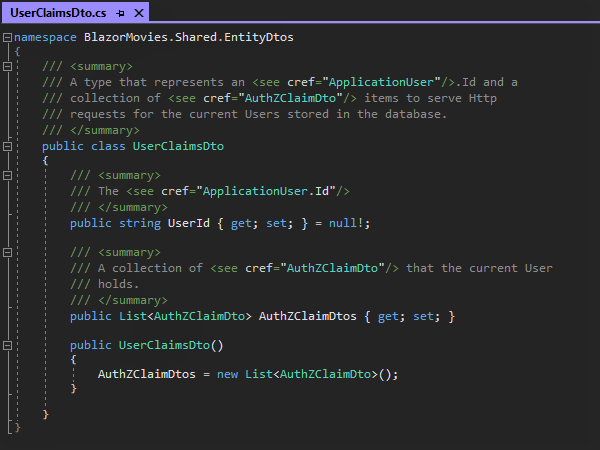 UserClaimsDto.cs
namespace BlazorMovies.Shared.EntityDtos
{
/// <summary>
/// A type that represents an <see cref="ApplicationUser"/>.Id and a
/// collection of <see cref="AuthZClaimDto"/> items to serve Http
/// requests for the current Users stored in the database.
/// </summary>
public class UserClaimsDto
{
/// <summary>
/// The <see cref="ApplicationUser.Id"/>
/// </summary>
public string UserId { get; set; } = null!;
/// <summary>
/// A collection of <see cref="AuthZClaimDto"/> that the current User
/// holds.
/// </summary>
public List<AuthZClaimDto> AuthZClaimDtos { get; set; }
public UserClaimsDto()
{
AuthZClaimDtos = new List<AuthZClaimDto>();
}
}
}